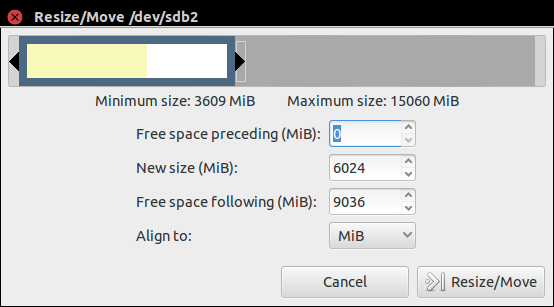 Resize/Move /dev/sdb2
Minimum size: 3609 MiB Maximum size: 15060 MiB
Free space preceding (MiB): 0
New size (MiB): 6024
Free space following (MiB): 9036
Align to: MiB
Cancel Resize/Move